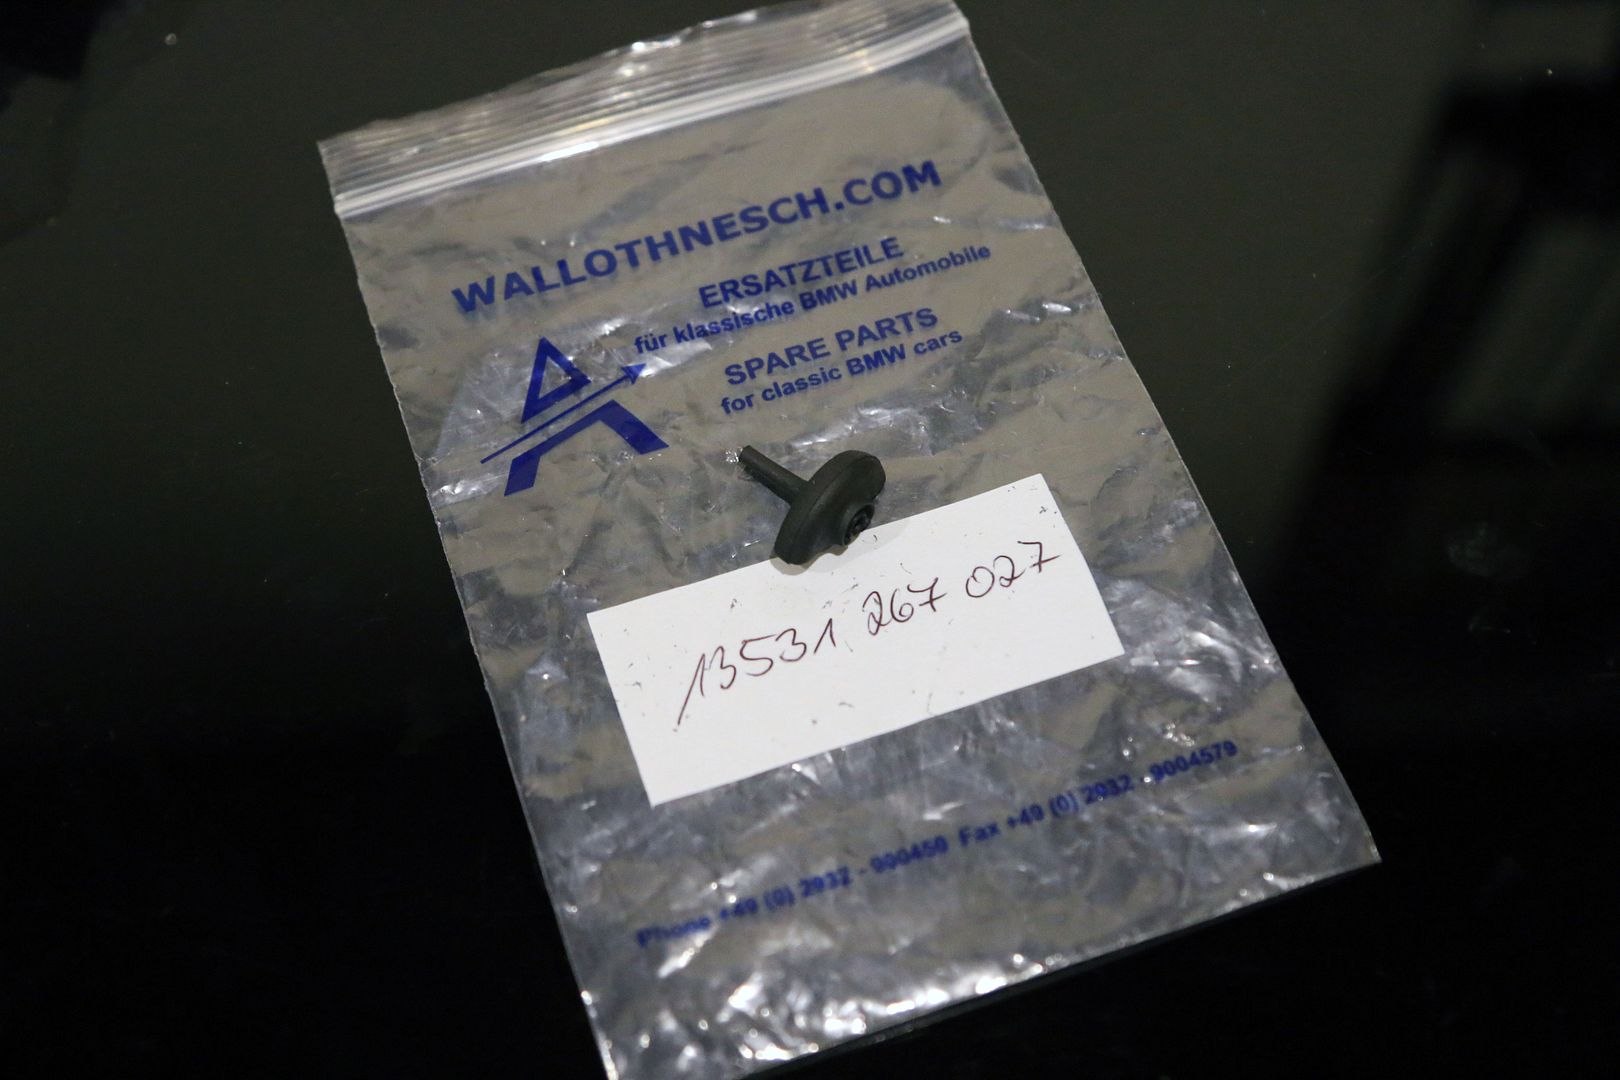 WALLOTHNESCH.COM
ERSATZTEILE
für klassische BMW Automobile
SPARE PARTS
for classic BMW cars
13531 267 027
Phone +49 (0) 2932 - 900450 Fax +49 (0) 2932 - 9004579